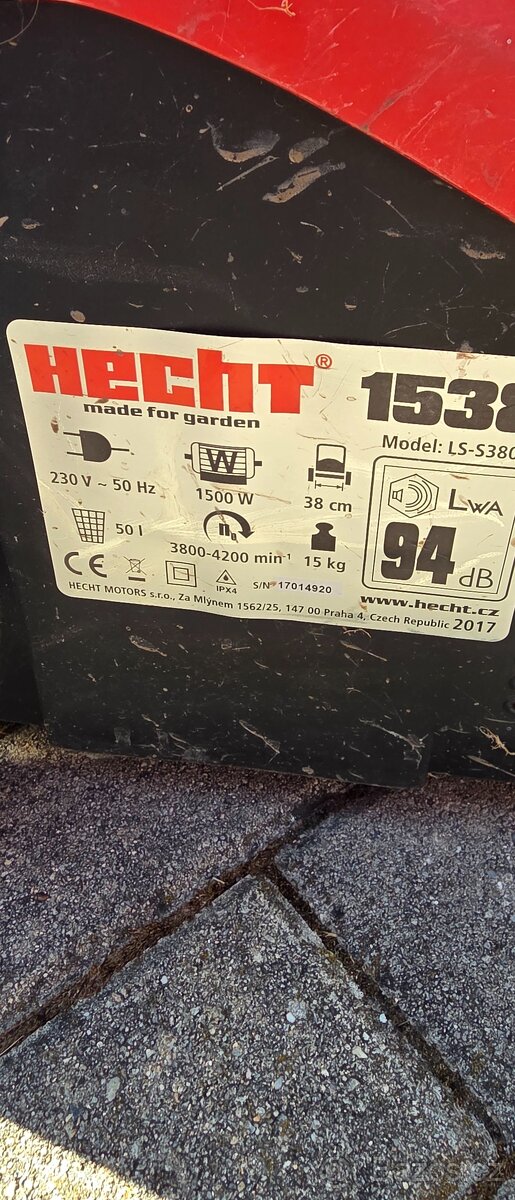 HECHT®
made for garden
1538
Model: LS-S380
230 V ~ 50 Hz
W
1500 W
38 cm
LWA
94 dB
50 l
n₀
3800-4200 min⁻¹
15 kg
CE
IPX4
S/N 17014920
www.hecht.cz
HECHT MOTORS s.r.o., Za Mlýnem 1562/25, 147 00 Praha 4, Czech Republic 2017